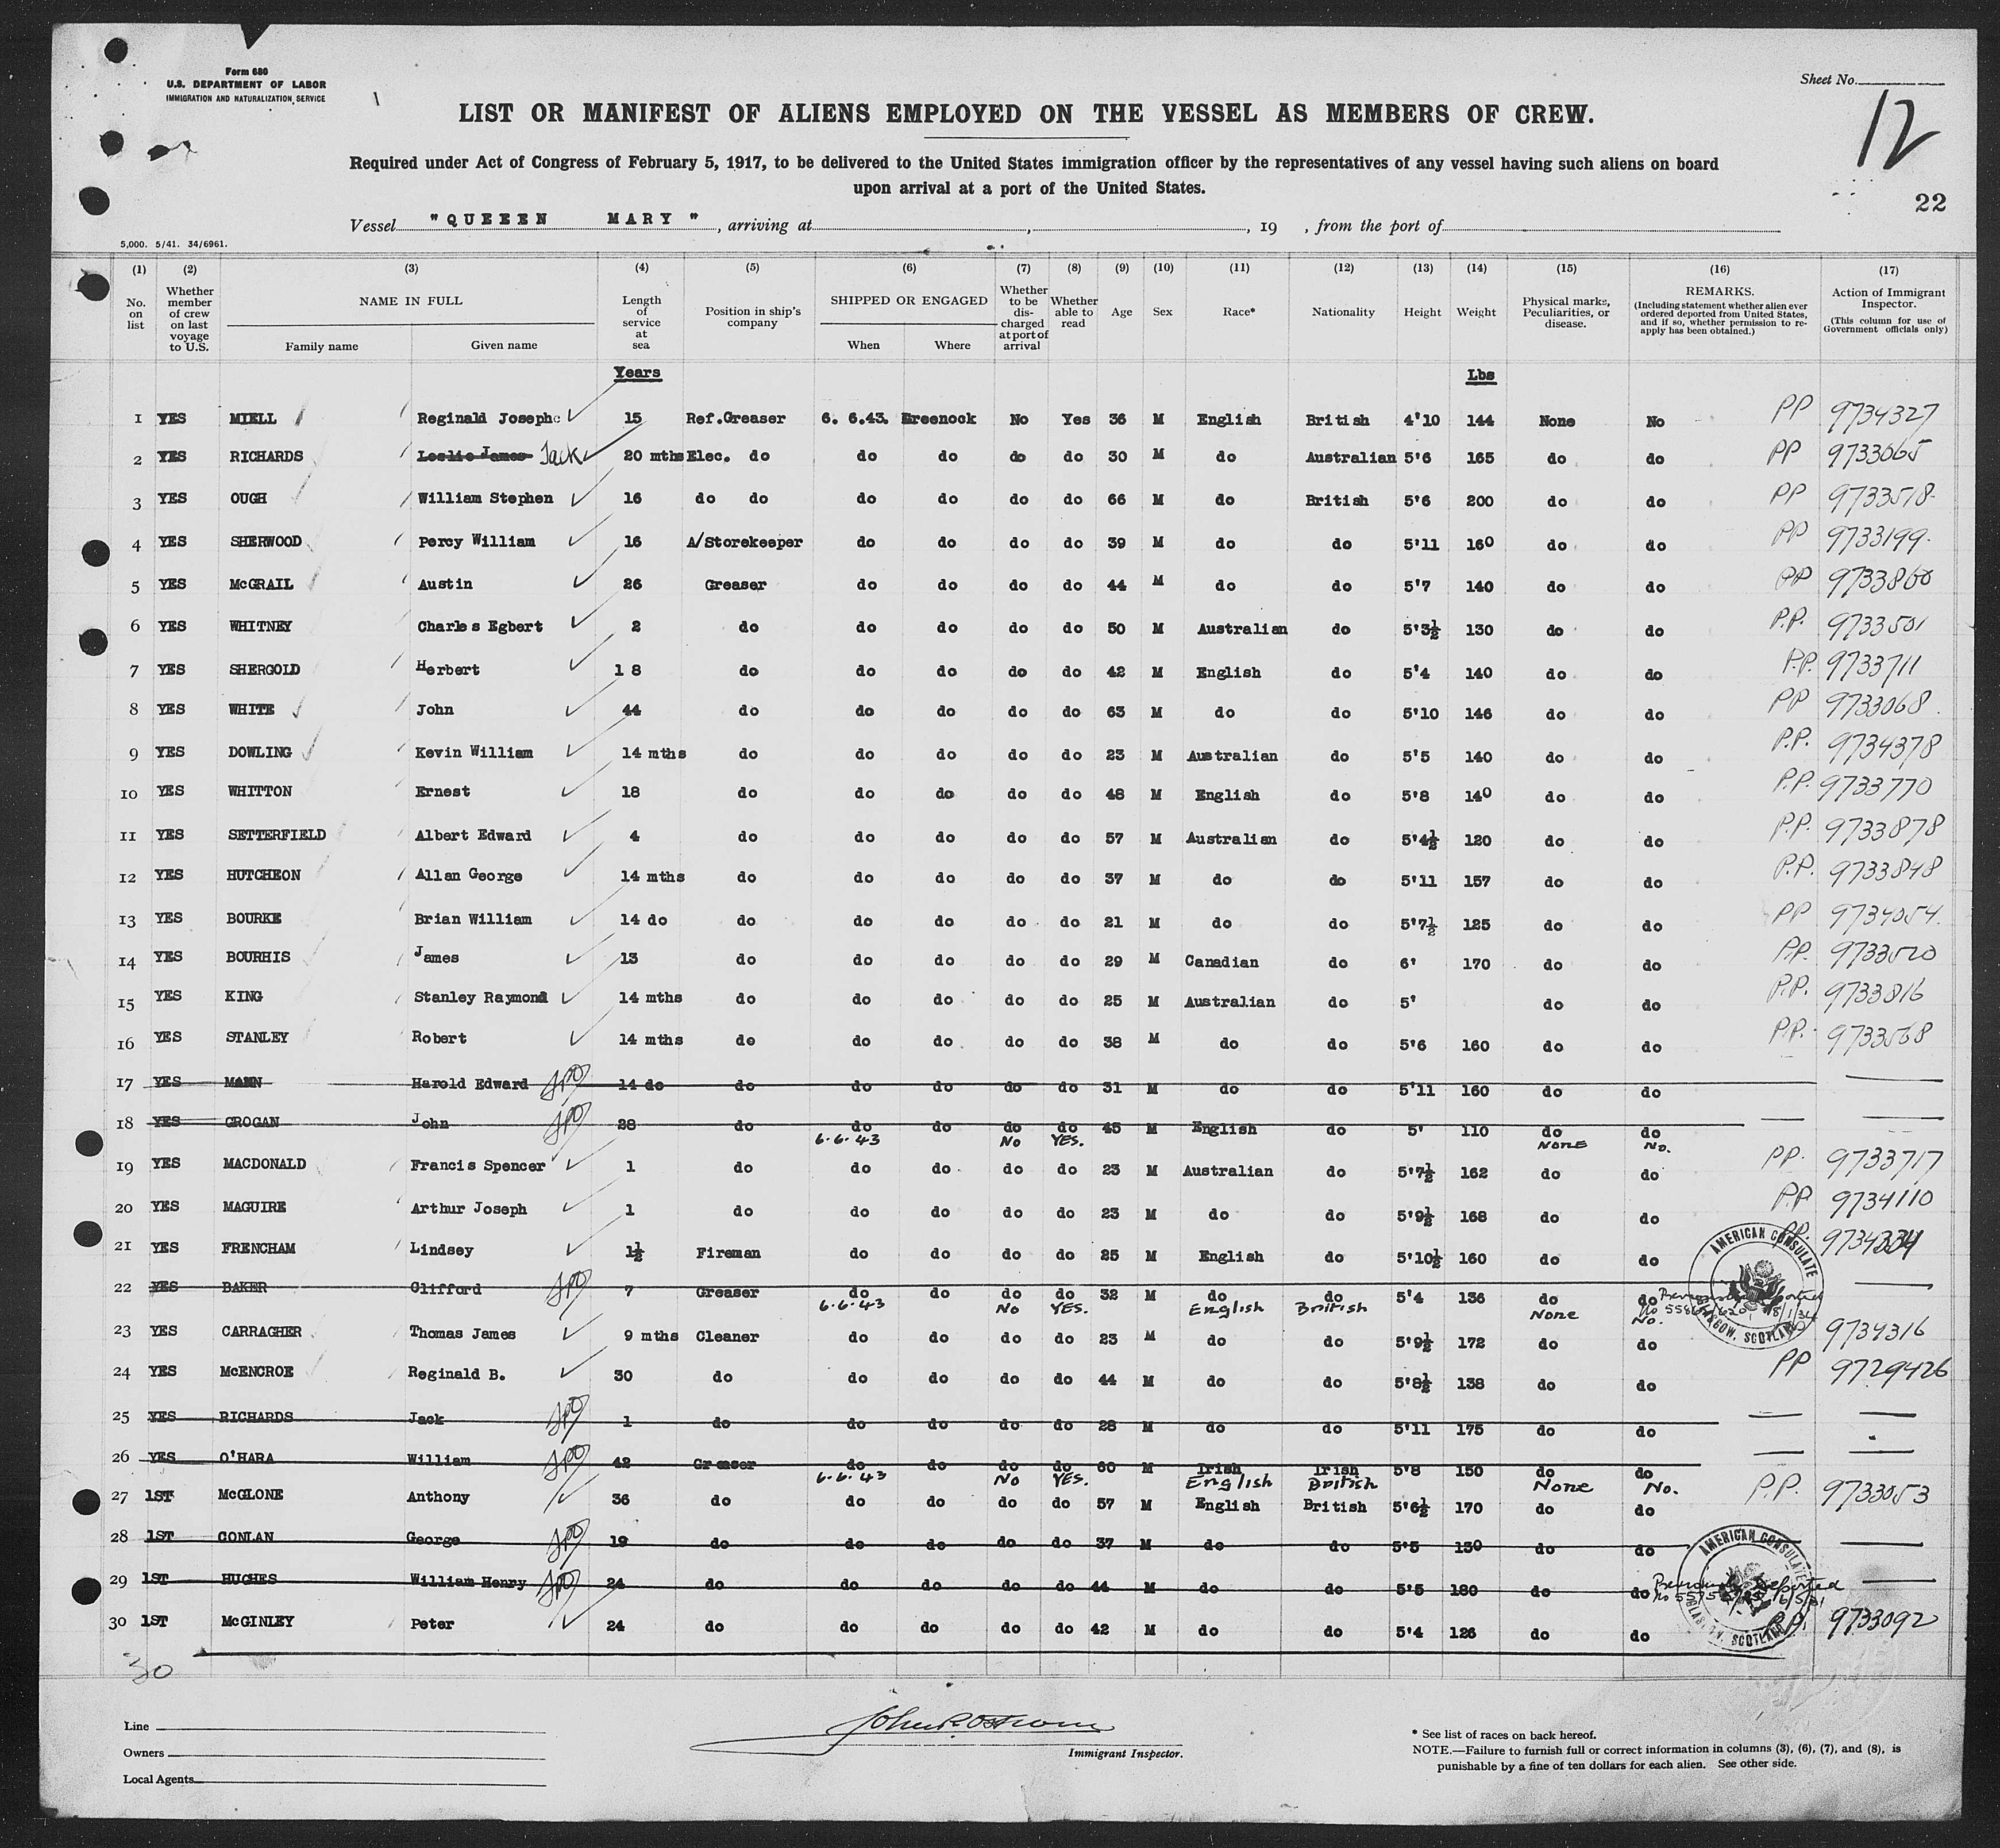 Form 680
U.S. DEPARTMENT OF LABOR
IMMIGRATION AND NATURALIZATION SERVICE
Sheet No.
12
LIST OR MANIFEST OF ALIENS EMPLOYED ON THE VESSEL AS MEMBERS OF CREW.
Required under Act of Congress of February 5, 1917, to be delivered to the United States immigration officer by the representatives of any vessel having such aliens on board
upon arrival at a port of the United States.
22
Vessel "QUEEEN MARY", arriving at , , 19 , from the port of
5,000. 5/41. 34/6961.
(1) (2) (3) (4) (5) (6) (7) (8) (9) (10) (11) (12) (13) (14) (15) (16) (17)
No. on list Whether member of crew on last voyage to U.S. NAME IN FULL Family name Given name Length of service at sea Position in ship's company SHIPPED OR ENGAGED When Where Whether to be discharged at port of arrival Whether able to read Age Sex Race* Nationality Height Weight Physical marks, Peculiarities, or disease. REMARKS. (Including statement whether alien ever ordered deported from United States, and if so, whether permission to re-apply has been obtained.) Action of Immigrant Inspector. (This column for use of Government officials only)
Years Lbs
1 YES MIELL Reginald Joseph 15 Ref.Greaser 6. 6.43. Greenock No Yes 36 M English British 4'10 144 None No PP 9734327
2 YES RICHARDS Leslie James Jack 20 mths Elec. do do do do do 30 M do Australian 5'6 165 do do PP 9733065
3 YES OUGH William Stephen 16 do do do do do do 66 M do British 5'6 200 do do PP 9733518
4 YES SHERWOOD Percy William 16 A/Storekeeper do do do do 39 M do do 5'11 160 do do PP 9733199
5 YES McGRAIL Austin 26 Greaser do do do do 44 M do do 5'7 140 do do PP 9733860
6 YES WHITNEY Charles Egbert 2 do do do do do 50 M Australian do 5'3½ 130 do do P.P. 9733501
7 YES SHERGOLD Herbert 18 do do do do do 42 M English do 5'4 140 do do P.P. 9733711
8 YES WHITE John 44 do do do do do 63 M do do 5'10 146 do do PP 9733068
9 YES DOWLING Kevin William 14 mths do do do do do 23 M Australian do 5'5 140 do do P.P. 9734378
10 YES WHITTON Ernest 18 do do do do do 48 M English do 5'8 140 do do P.P. 9733770
11 YES SETTERFIELD Albert Edward 4 do do do do do 57 M Australian do 5'4½ 120 do do P.P. 9733878
12 YES HUTCHEON Allan George 14 mths do do do do do 37 M do do 5'11 157 do do P.P. 9733848
13 YES BOURKE Brian William 14 do do do do do do 21 M do do 5'7½ 125 do do PP 9734054
14 YES BOURHIS James 13 do do do do do 29 M Canadian do 6' 170 do do P.P. 9733520
15 YES KING Stanley Raymond 14 mths do do do do do 25 M Australian do 5' do do P.P. 9733816
16 YES STANLEY Robert 14 mths do do do do do 38 M do do 5'6 160 do do P.P. 9733568
17 YES MANN Harold Edward 14 do do do do do do 31 M do do 5'11 160 do do
18 YES GROGAN John 28 do do do do do 45 M English do 5' 110 do do
6.6.43 No YES. None No.
19 YES MACDONALD Francis Spencer 1 do do do do do 23 M Australian do 5'7½ 162 do do PP. 9733717
20 YES MAGUIRE Arthur Joseph 1 do do do do do 23 M do do 5'9½ 168 do do P.P 9734110
21 YES FRENCHAM Lindsey 1½ Fireman do do do do 25 M English do 5'10½ 160 do do P.P.
22 YES BAKER Clifford 7 Greaser do do do do 32 M do do 5'4 136 do do
6.6.43 No YES. English British None No.
AMERICAN CONSULATE GLASGOW, SCOTLAND
23 YES CARRAGHER Thomas James 9 mths Cleaner do do do do 23 M do do 5'9½ 172 do do 9734316
24 YES McENCROE Reginald B. 30 do do do do do 44 M do do 5'8½ 138 do do PP 9729426
25 YES RICHARDS Jack 1 do do do do do 28 M do do 5'11 175 do do
26 YES O'HARA William 42 Greaser do do do do 60 M Irish Irish 5'8 150 do do
6.6.43 No YES. English British None No.
27 1ST McGLONE Anthony 36 do do do do do 57 M English British 5'6½ 170 do do P.P. 9733053
28 1ST CONLAN George 19 do do do do do 37 M do do 5'5 130 do do
29 1ST HUGHES William Henry 24 do do do do do 44 M do do 5'5 180 do do Previously deported
AMERICAN CONSULATE GLASGOW, SCOTLAND
30 1ST McGINLEY Peter 24 do do do do do 42 M do do 5'4 126 do do P.P. 9733092
30
Line
Owners
Local Agents
Immigrant Inspector.
* See list of races on back hereof.
NOTE.—Failure to furnish full or correct information in columns (3), (6), (7), and (8), is
punishable by a fine of ten dollars for each alien. See other side.